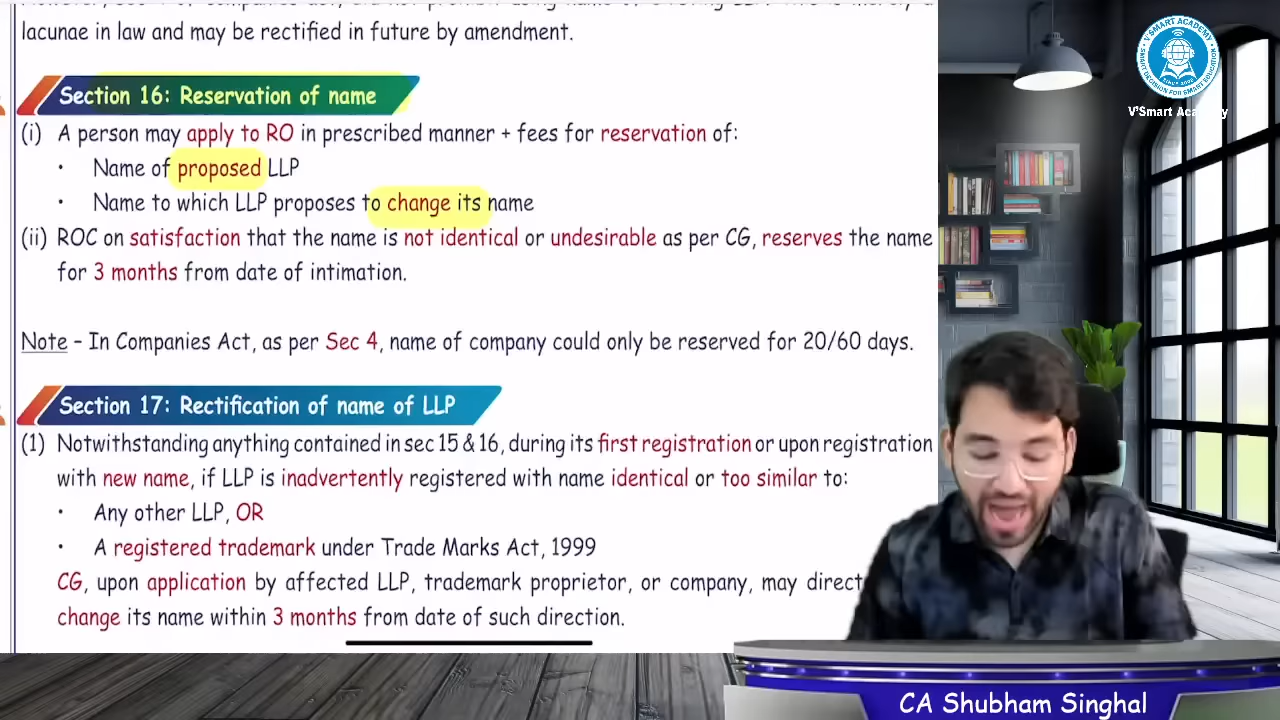 lacunae in law and may be rectified in future by amendment.
Section 16: Reservation of name
(i) A person may apply to RO in prescribed manner + fees for reservation of:
• Name of proposed LLP
• Name to which LLP proposes to change its name
(ii) ROC on satisfaction that the name is not identical or undesirable as per CG, reserves the name
for 3 months from date of intimation.
Note – In Companies Act, as per Sec 4, name of company could only be reserved for 20/60 days.
Section 17: Rectification of name of LLP
(1) Notwithstanding anything contained in sec 15 & 16, during its first registration or upon registration
with new name, if LLP is inadvertently registered with name identical or too similar to:
• Any other LLP, OR
• A registered trademark under Trade Marks Act, 1999
CG, upon application by affected LLP, trademark proprietor, or company, may direct
change its name within 3 months from date of such direction.
V'SMART ACADEMY
SMART DECISION FOR SMART EDUCATION
V'Smart Academy
CA Shubham Singhal